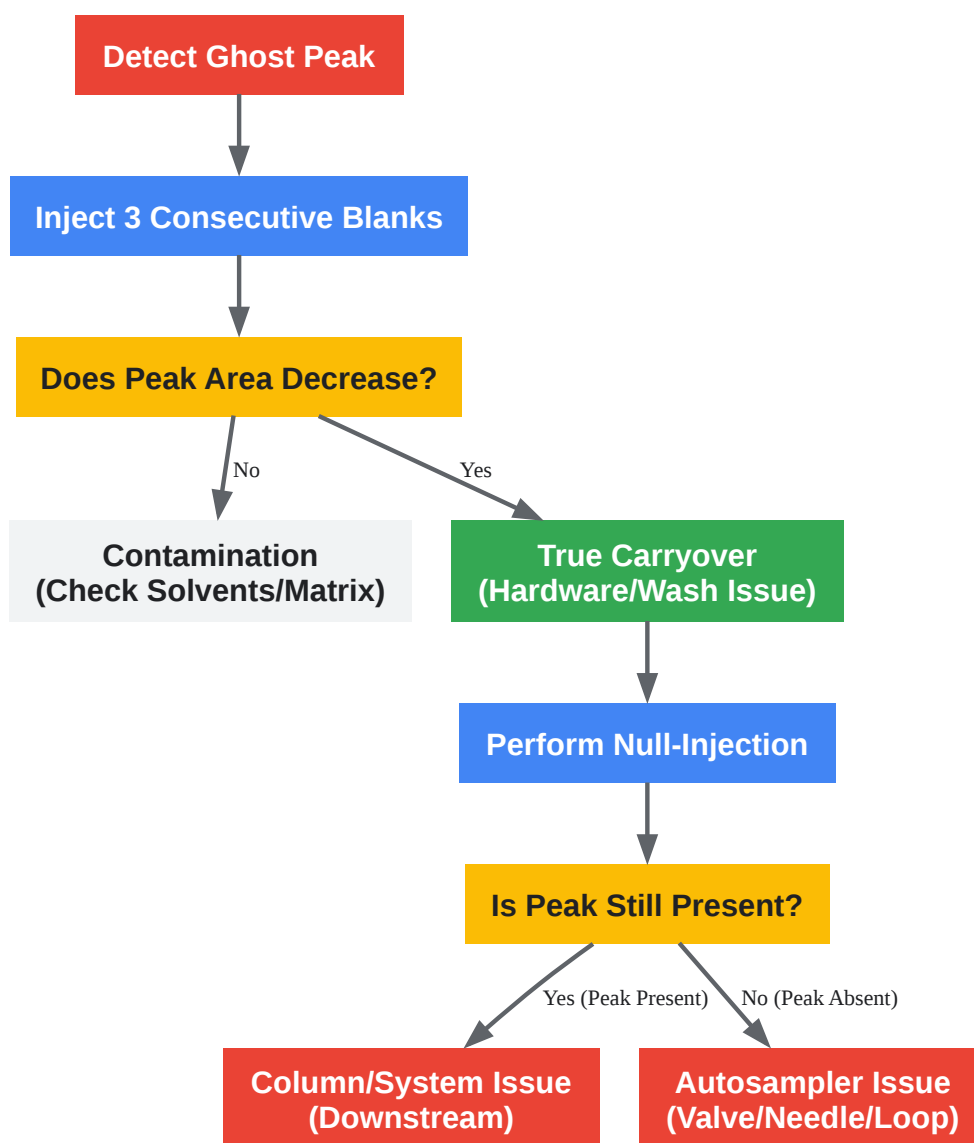 Detect Ghost Peak
Inject 3 Consecutive Blanks
Does Peak Area Decrease?
No
Yes
Contamination
(Check Solvents/Matrix)
True Carryover
(Hardware/Wash Issue)
Perform Null-Injection
Is Peak Still Present?
Yes (Peak Present)
No (Peak Absent)
Column/System Issue
(Downstream)
Autosampler Issue
(Valve/Needle/Loop)